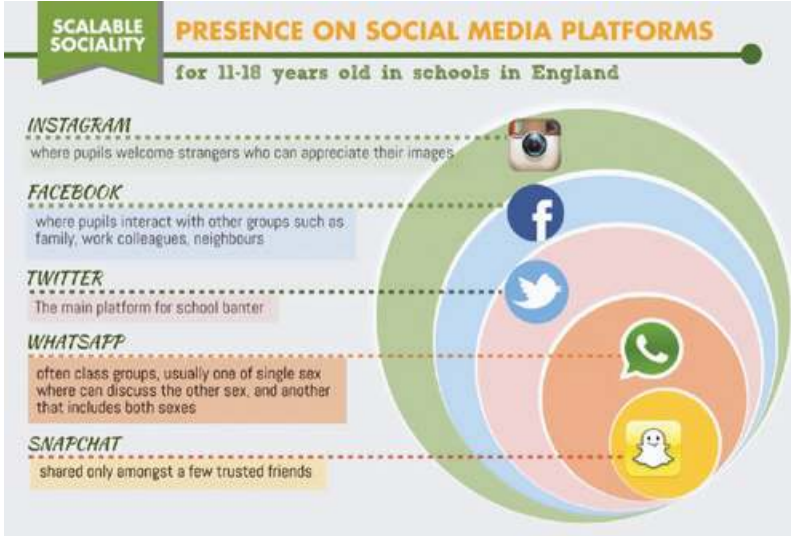 SCALABLE
SOCIALITY
PRESENCE ON SOCIAL MEDIA PLATFORMS
for 11-18 years old in schools in England
INSTAGRAM
where pupils welcome strangers who can appreciate their images
FACEBOOK
where pupils interact with other groups such as
family, work colleagues, neighbours
TWITTER
The main platform for school banter
WHATSAPP
often class groups, usually one of single sex
where can discuss the other sex, and another
that includes both sexes
SNAPCHAT
shared only amongst a few trusted friends